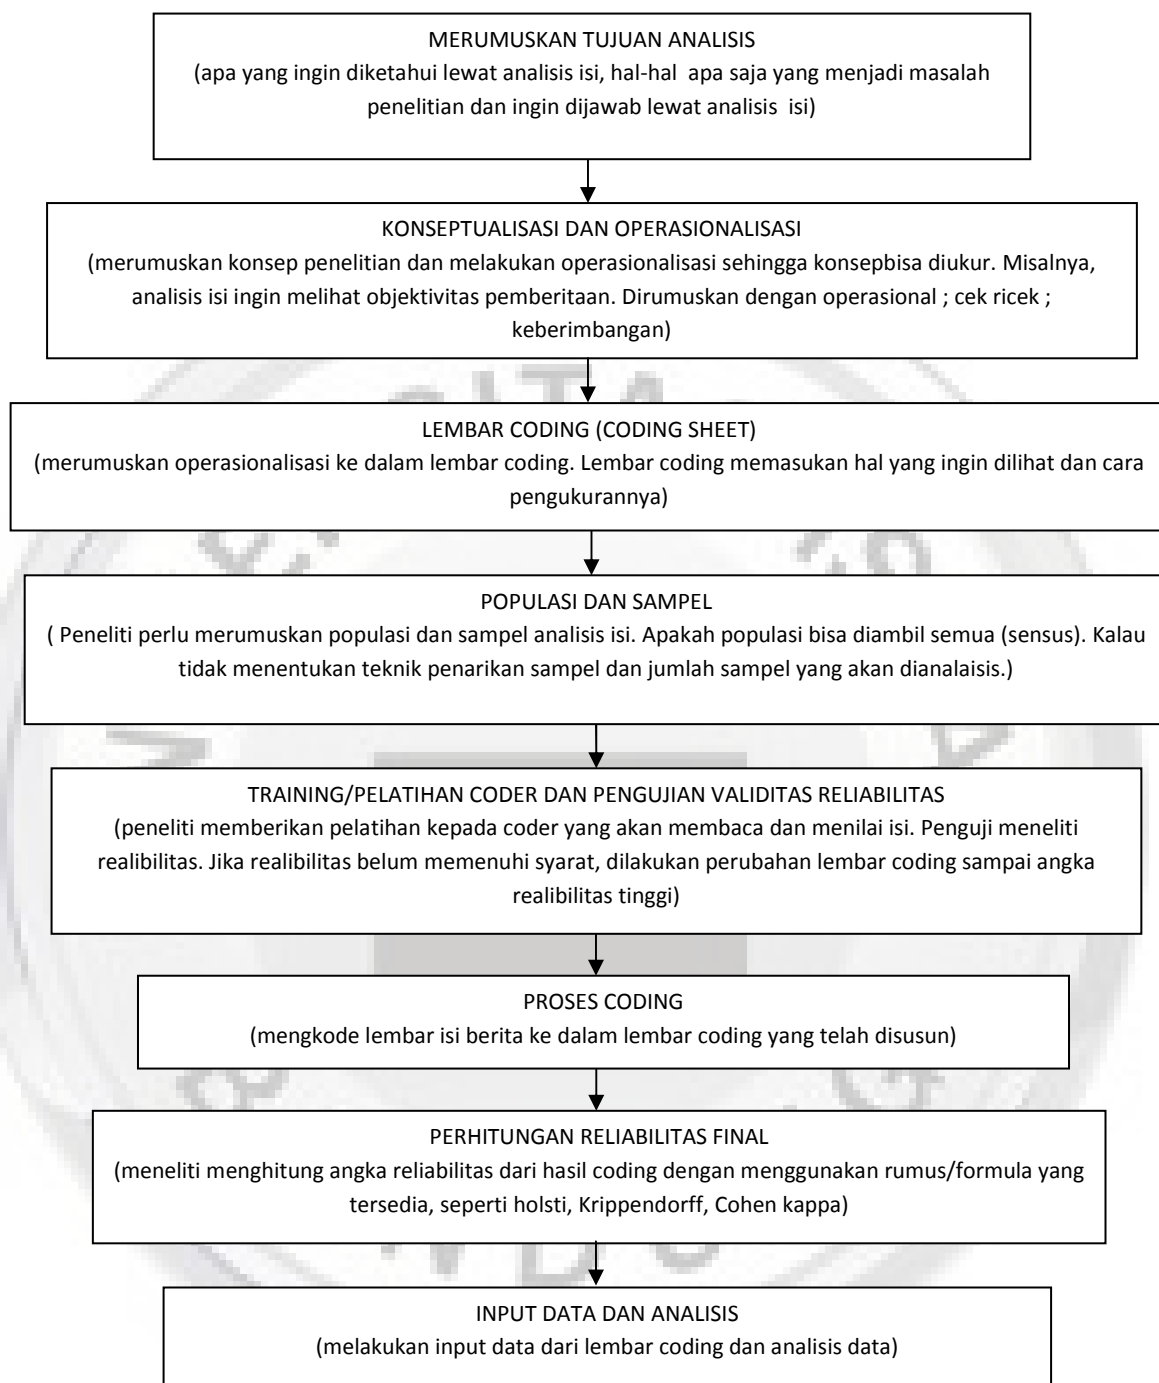 MERUMUSKAN TUJUAN ANALISIS
(apa yang ingin diketahui lewat analisis isi, hal-hal apa saja yang menjadi masalah
penelitian dan ingin dijawab lewat analisis isi)
KONSEPTUALISASI DAN OPERASIONALISASI
(merumuskan konsep penelitian dan melakukan operasionalisasi sehingga konsepbisa diukur. Misalnya,
analisis isi ingin melihat objektivitas pemberitaan. Dirumuskan dengan operasional ; cek ricek ;
keberimbangan)
LEMBAR CODING (CODING SHEET)
(merumuskan operasionalisasi ke dalam lembar coding. Lembar coding memasukan hal yang ingin dilihat dan cara
pengukurannya)
POPULASI DAN SAMPEL
( Peneliti perlu merumuskan populasi dan sampel analisis isi. Apakah populasi bisa diambil semua (sensus). Kalau
tidak menentukan teknik penarikan sampel dan jumlah sampel yang akan dianalaisis.)
TRAINING/PELATIHAN CODER DAN PENGUJIAN VALIDITAS RELIABILITAS
(peneliti memberikan pelatihan kepada coder yang akan membaca dan menilai isi. Penguji meneliti
realibilitas. Jika realibilitas belum memenuhi syarat, dilakukan perubahan lembar coding sampai angka
realibilitas tinggi)
PROSES CODING
(mengkode lembar isi berita ke dalam lembar coding yang telah disusun)
PERHITUNGAN RELIABILITAS FINAL
(meneliti menghitung angka reliabilitas dari hasil coding dengan menggunakan rumus/formula yang
tersedia, seperti holsti, Krippendorff, Cohen kappa)
INPUT DATA DAN ANALISIS
(melakukan input data dari lembar coding dan analisis data)